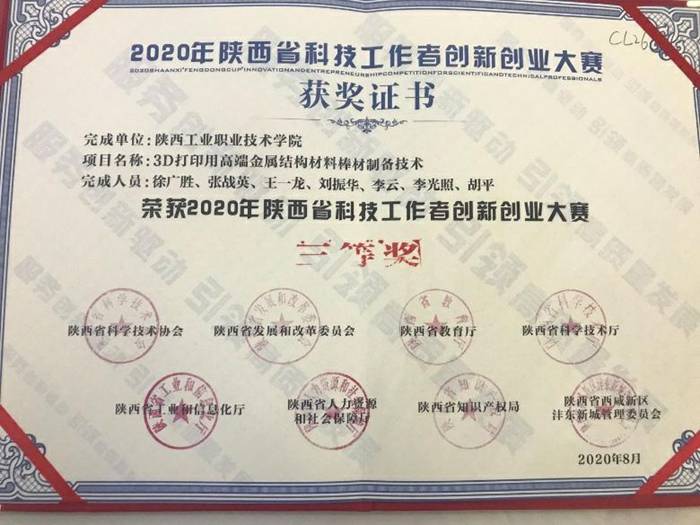 CL26
2020年陕西省科技工作者创新创业大赛
2020SHAANXI"FENGDONGCUP"INNOVATIONANDENTREPRENEURSHIPCOMPETITIONFORSCIENTIFICANDTECHNICALPROFESSIONALS
获奖证书
完成单位:陕西工业职业技术学院
项目名称:3D打印用高端金属结构材料棒材制备技术
完成人员:徐广胜、张战英、王一龙、刘振华、李云、李光照、胡平
荣获2020年陕西省科技工作者创新创业大赛
三等奖
陕西省科学技术协会 陕西省发展和改革委员会 陕西省教育厅 陕西省科学技术厅
陕西省工业和信息化厅 陕西省人力资源和社会保障厅 陕西省知识产权局 陕西省西咸新区沣东新城管理委员会
2020年8月